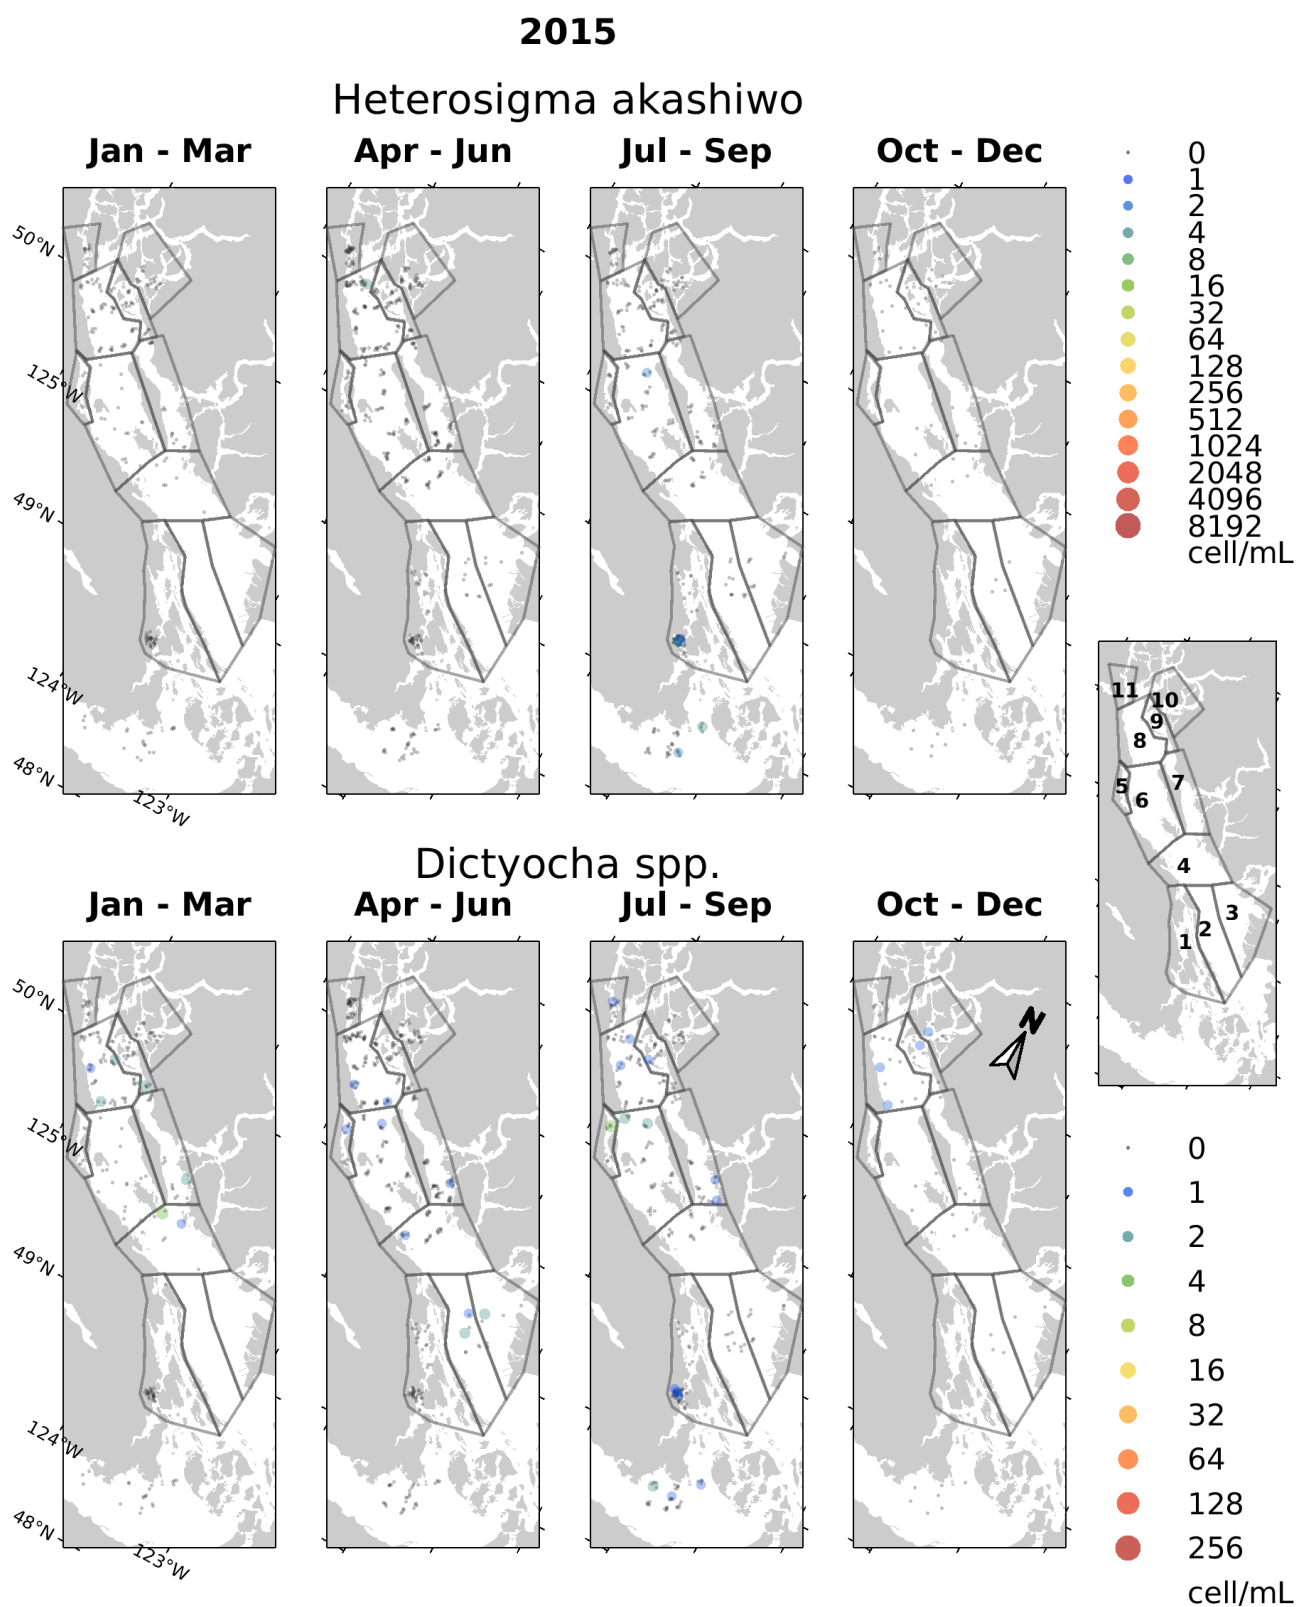 2015
Heterosigma akashiwo
Jan - Mar
Apr - Jun
Jul - Sep
Oct - Dec
50°N
125°W
49°N
124°W
48°N
123°W
0
1
2
4
8
16
32
64
128
256
512
1024
2048
4096
8192
cell/mL
11
10
9
8
5
6
7
4
3
2
1
Dictyocha spp.
Jan - Mar
Apr - Jun
Jul - Sep
Oct - Dec
50°N
125°W
49°N
124°W
48°N
123°W
N
0
1
2
4
8
16
32
64
128
256
cell/mL